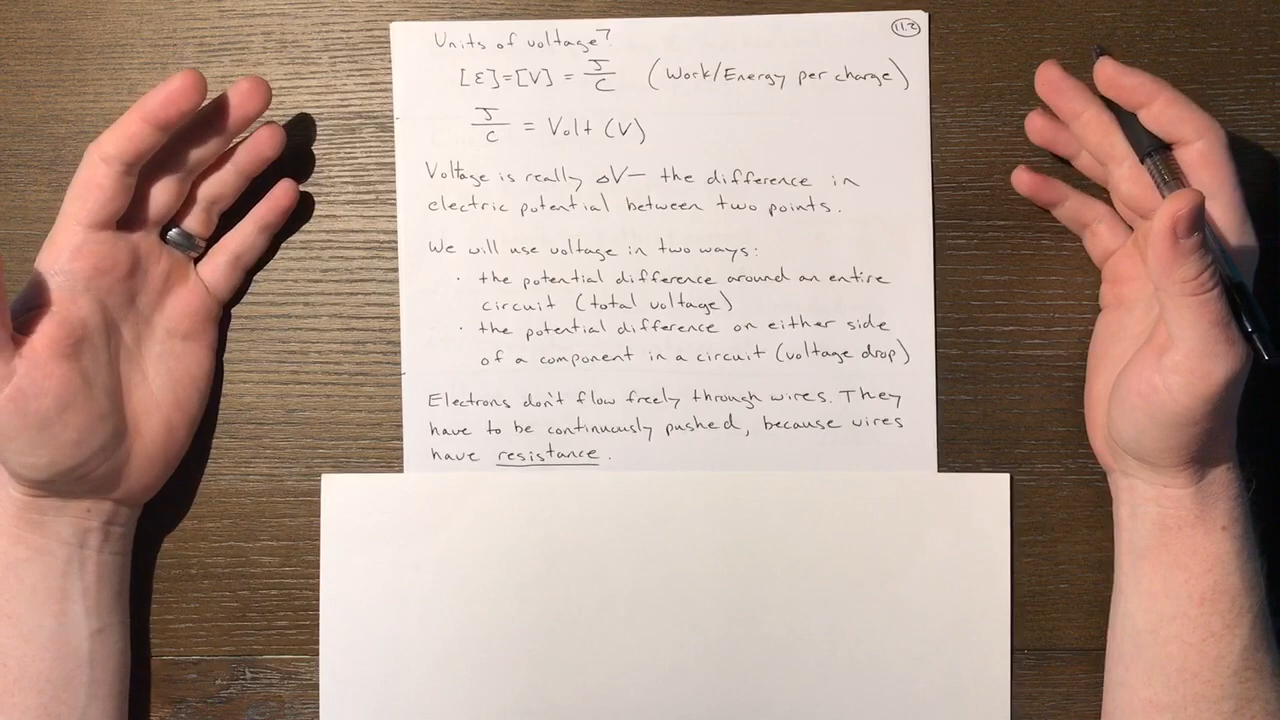 11.2
Units of voltage?
[ε]=[V] = J/C (Work/Energy per charge)
J/C = Volt (V)
Voltage is really ΔV— the difference in
electric potential between two points.
We will use voltage in two ways:
· the potential difference around an entire
circuit (total voltage)
· the potential difference on either side
of a component in a circuit (voltage drop)
Electrons don't flow freely through wires. They
have to be continuously pushed, because wires
have resistance.